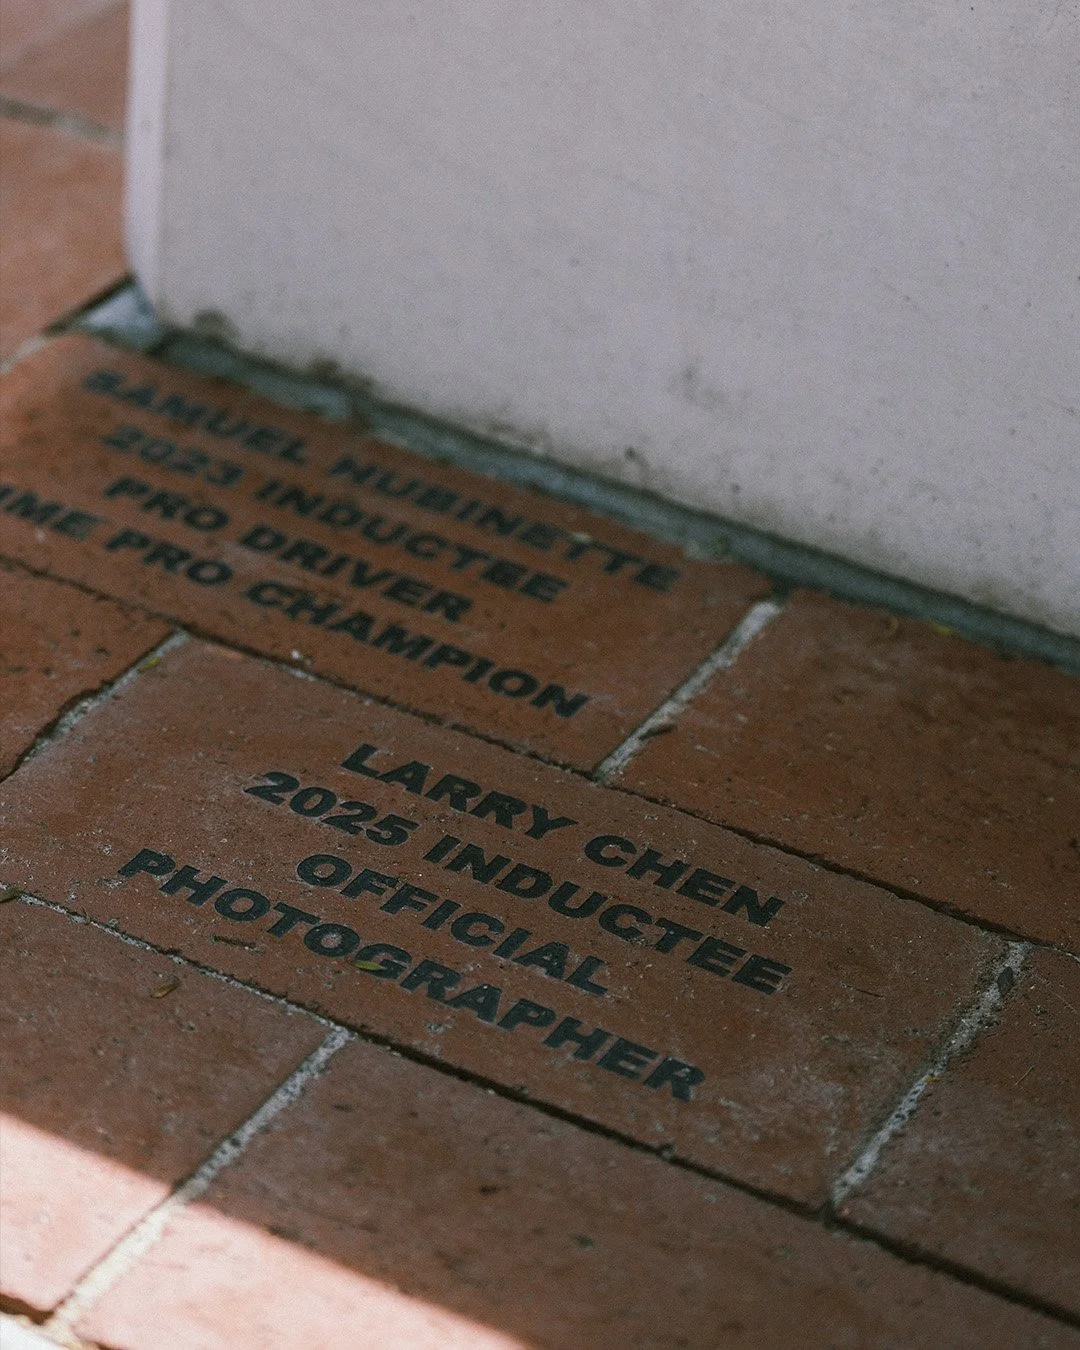 SAMUEL HUBINETTE
2023 INDUCTEE
PRO DRIVER
PRO CHAMPION
LARRY CHEN
2025 INDUCTEE
OFFICIAL
PHOTOGRAPHER